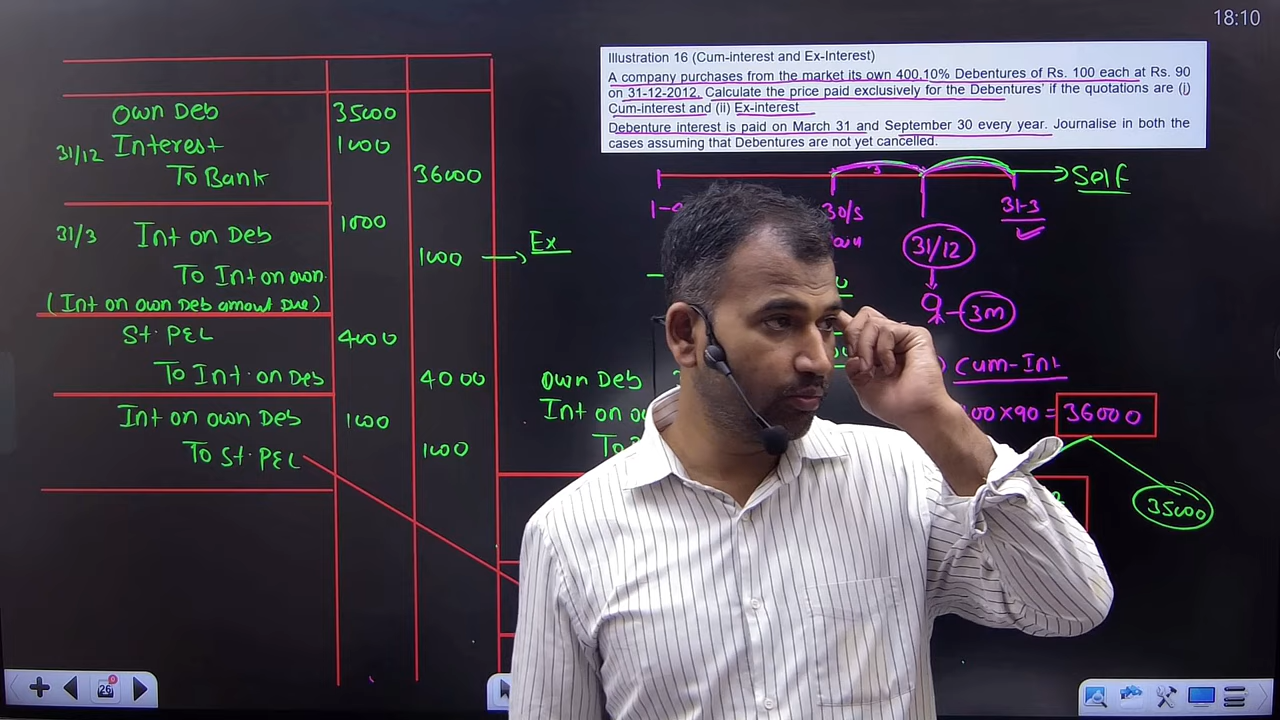 18:10
Illustration 16 (Cum-interest and Ex-Interest)
A company purchases from the market its own 400,10% Debentures of Rs. 100 each at Rs. 90
on 31-12-2012. Calculate the price paid exclusively for the Debentures' if the quotations are (i)
Cum-interest and (ii) Ex-interest
Debenture interest is paid on March 31 and September 30 every year. Journalise in both the
cases assuming that Debentures are not yet cancelled.
Own Deb 35000
31/12 Interest 1000
To Bank 36000
31/3 Int on Deb 1000
To Int on own 1000 → Ex
(Int on own Deb amount Due)
St. P&L 4000
To Int. on Deb 4000
Int on own Deb 1000
To St. P&L 1000
3
Self
30/
31-3
31/12
3m
Own Deb
Int on
Cum-Int
00×90 = 36000
35000
26